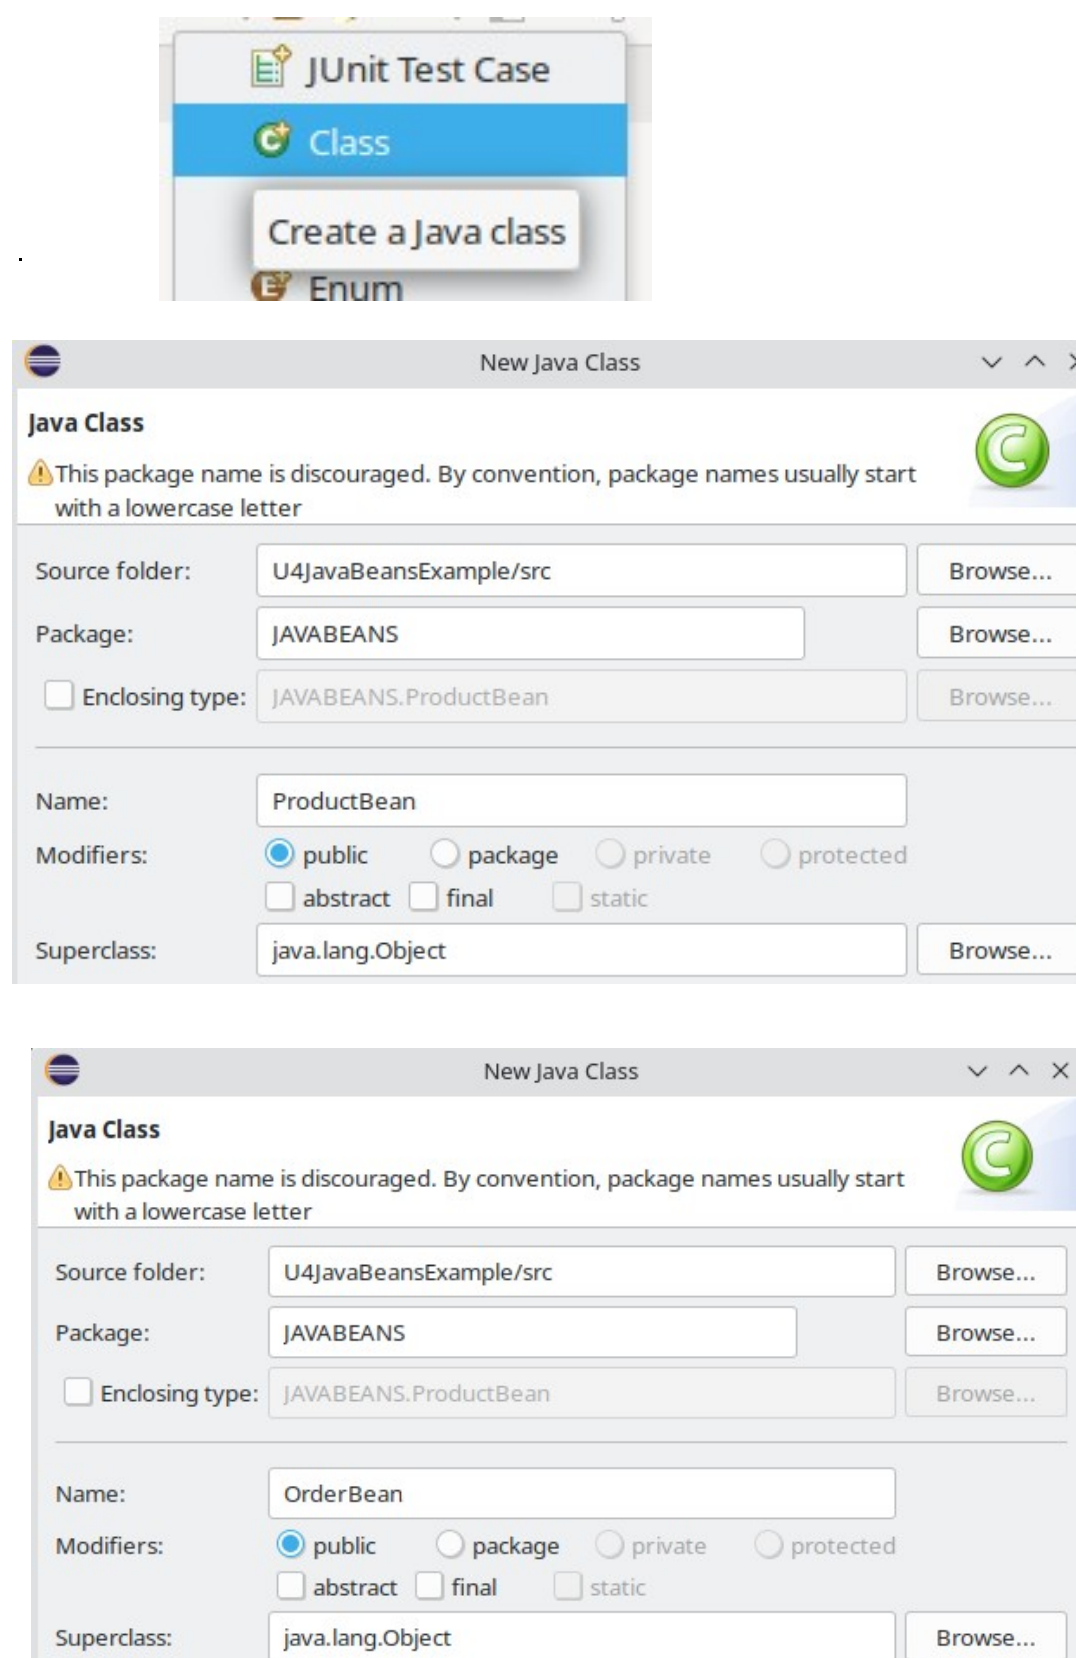 JUnit Test Case
Class
Create a Java class
Enum
New Java Class
Java Class
This package name is discouraged. By convention, package names usually start
with a lowercase letter
Source folder: U4JavaBeansExample/src Browse...
Package: JAVABEANS Browse...
Enclosing type: JAVABEANS.ProductBean Browse...
Name: ProductBean
Modifiers: public package private protected
abstract final static
Superclass: java.lang.Object Browse...
New Java Class
Java Class
This package name is discouraged. By convention, package names usually start
with a lowercase letter
Source folder: U4JavaBeansExample/src Browse...
Package: JAVABEANS Browse...
Enclosing type: JAVABEANS.ProductBean Browse...
Name: OrderBean
Modifiers: public package private protected
abstract final static
Superclass: java.lang.Object Browse...